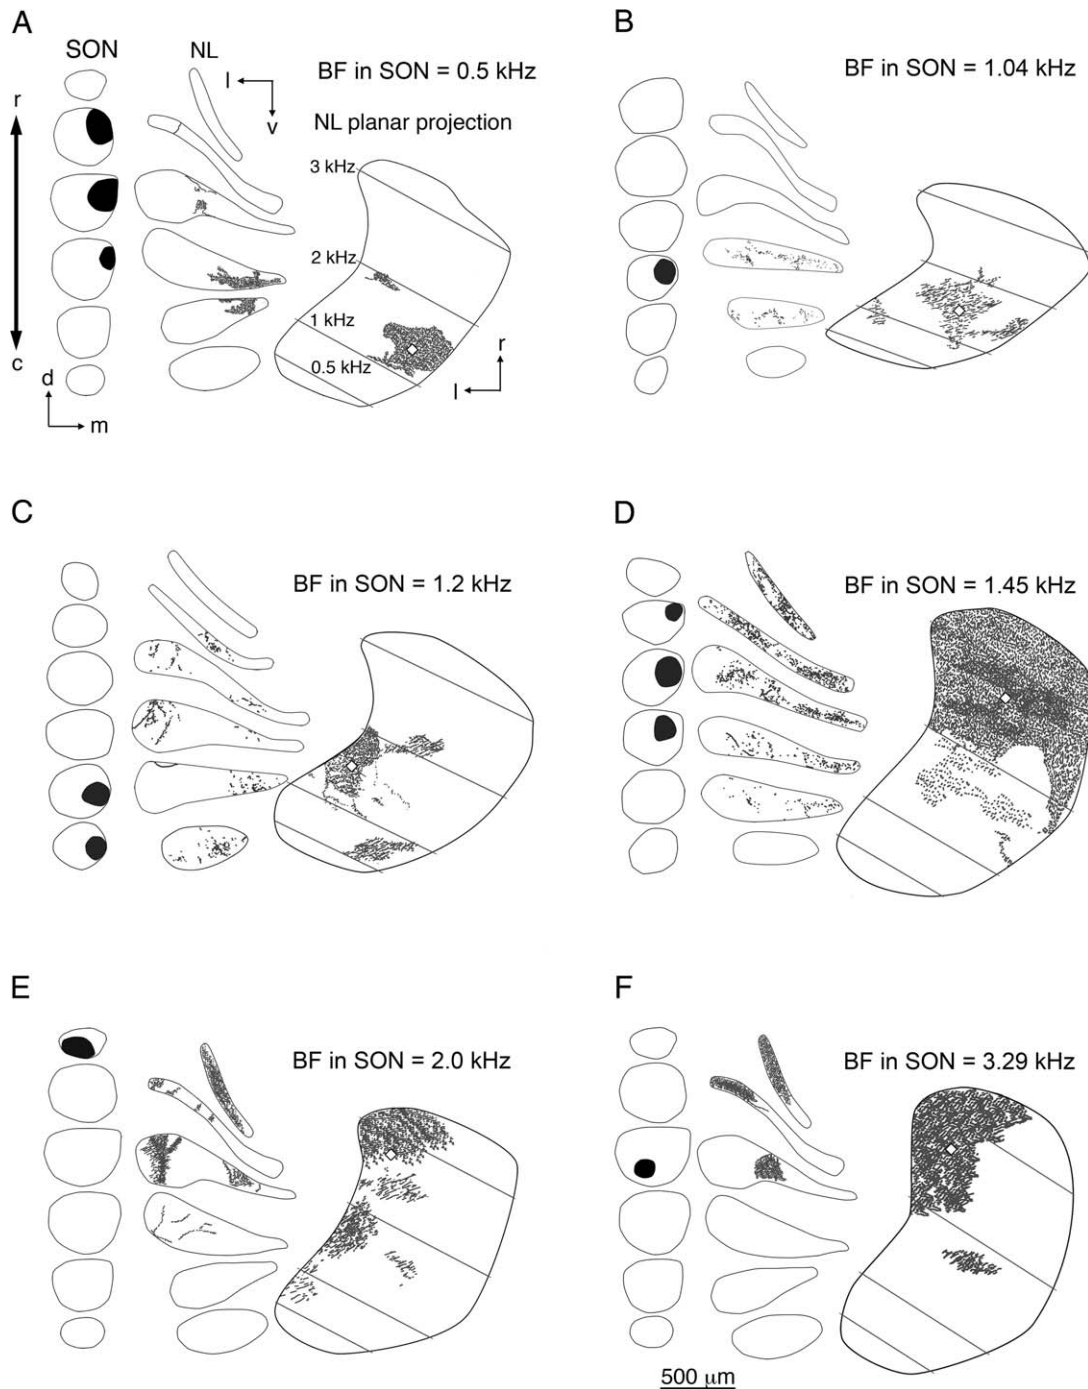 A
SON
NL
BF in SON = 0.5 kHz
r
l
v
NL planar projection
3 kHz
2 kHz
1 kHz
0.5 kHz
r
l
c
d
m
B
BF in SON = 1.04 kHz
C
BF in SON = 1.2 kHz
D
BF in SON = 1.45 kHz
E
BF in SON = 2.0 kHz
F
BF in SON = 3.29 kHz
500 μm